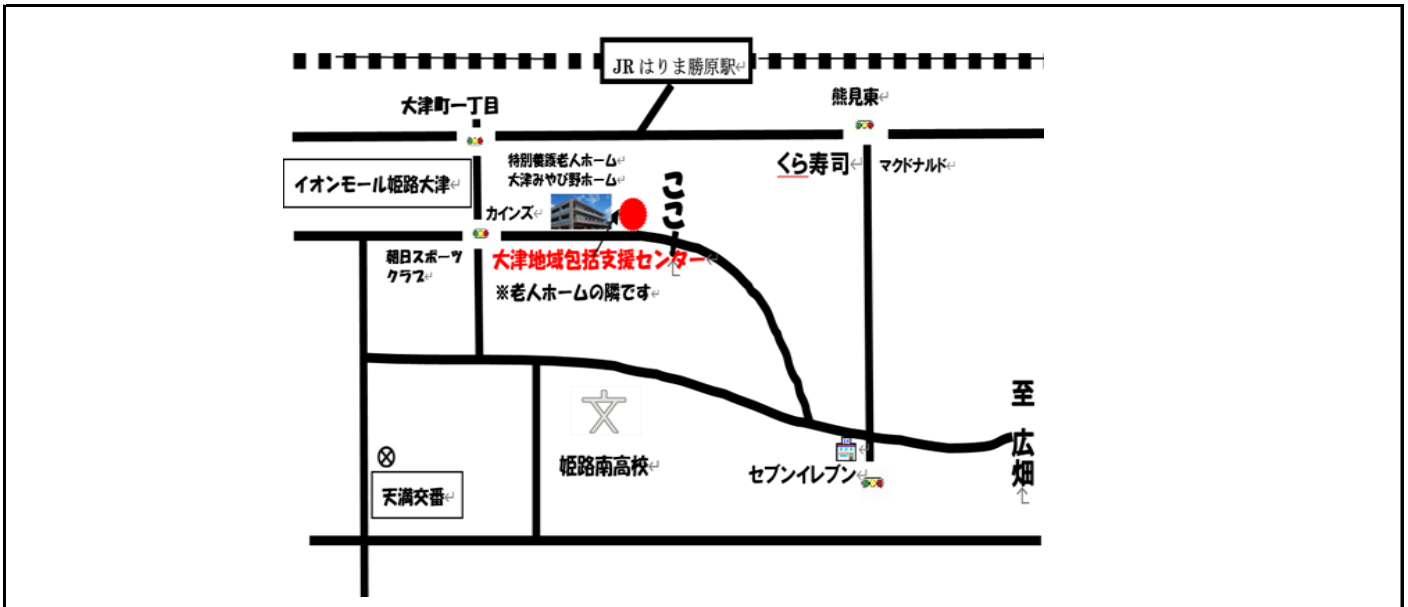 JRはりま勝原駅
大津町一丁目
熊見東
特別養護老人ホーム
大津みやび野ホーム
くら寿司
マクドナルド
イオンモール姫路大津
ここ
カインズ
朝日スポーツ
クラブ
大津地域包括支援センター
※老人ホームの隣です
至 広畑
文
姫路南高校
セブンイレブン
天満交番